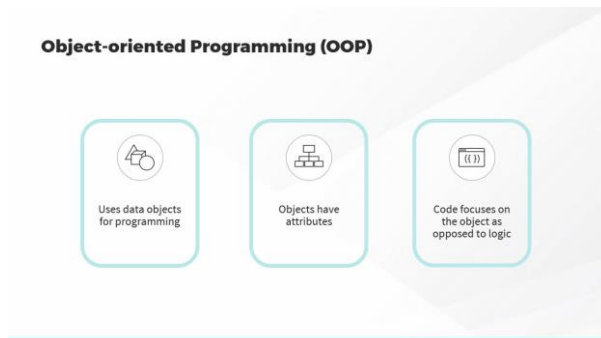 Object-oriented Programming (OOP)
Uses data objects
for programming
Objects have
attributes
(( ))
Code focuses on
the object as
opposed to logic